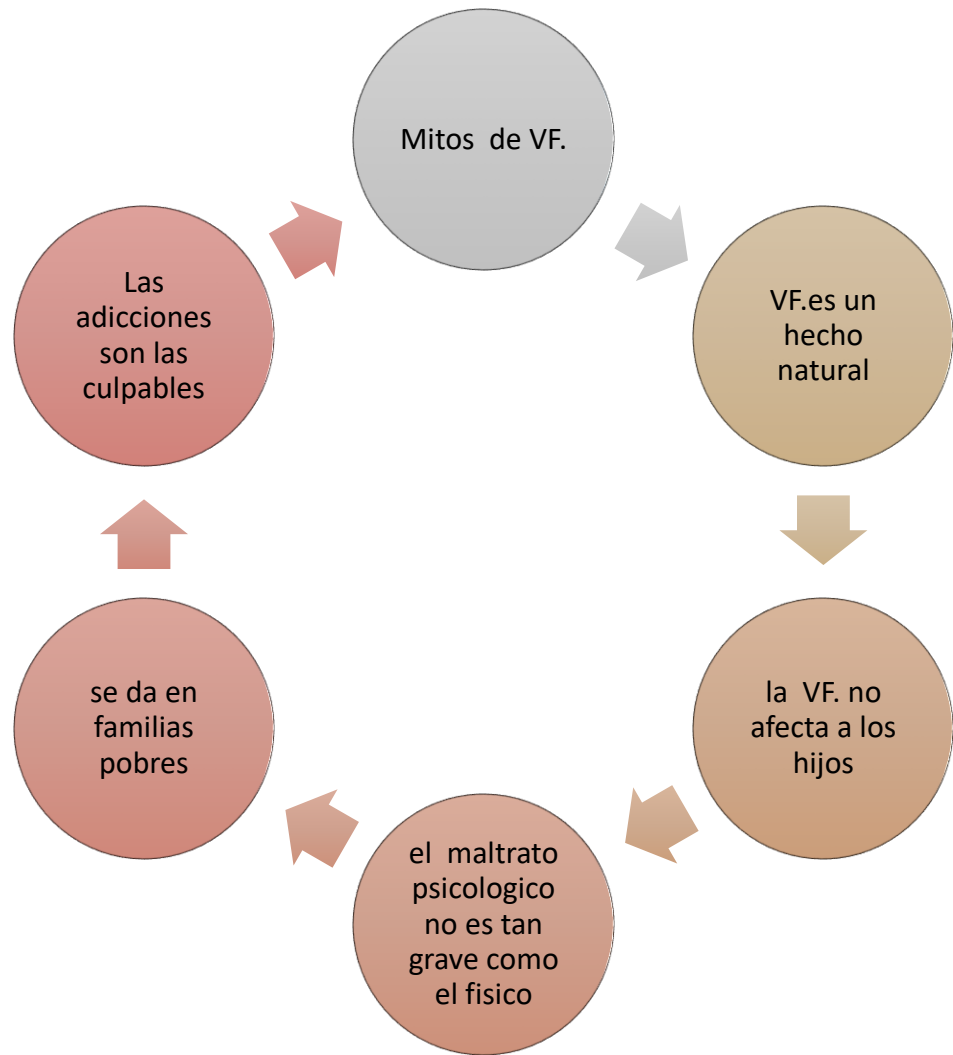 Mitos  de VF.
VF.es un
hecho
natural
la  VF. no
afecta a los
hijos
el  maltrato
psicologico
no es tan
grave como
el fisico
se da en
familias
pobres
Las
adicciones
son las
culpables